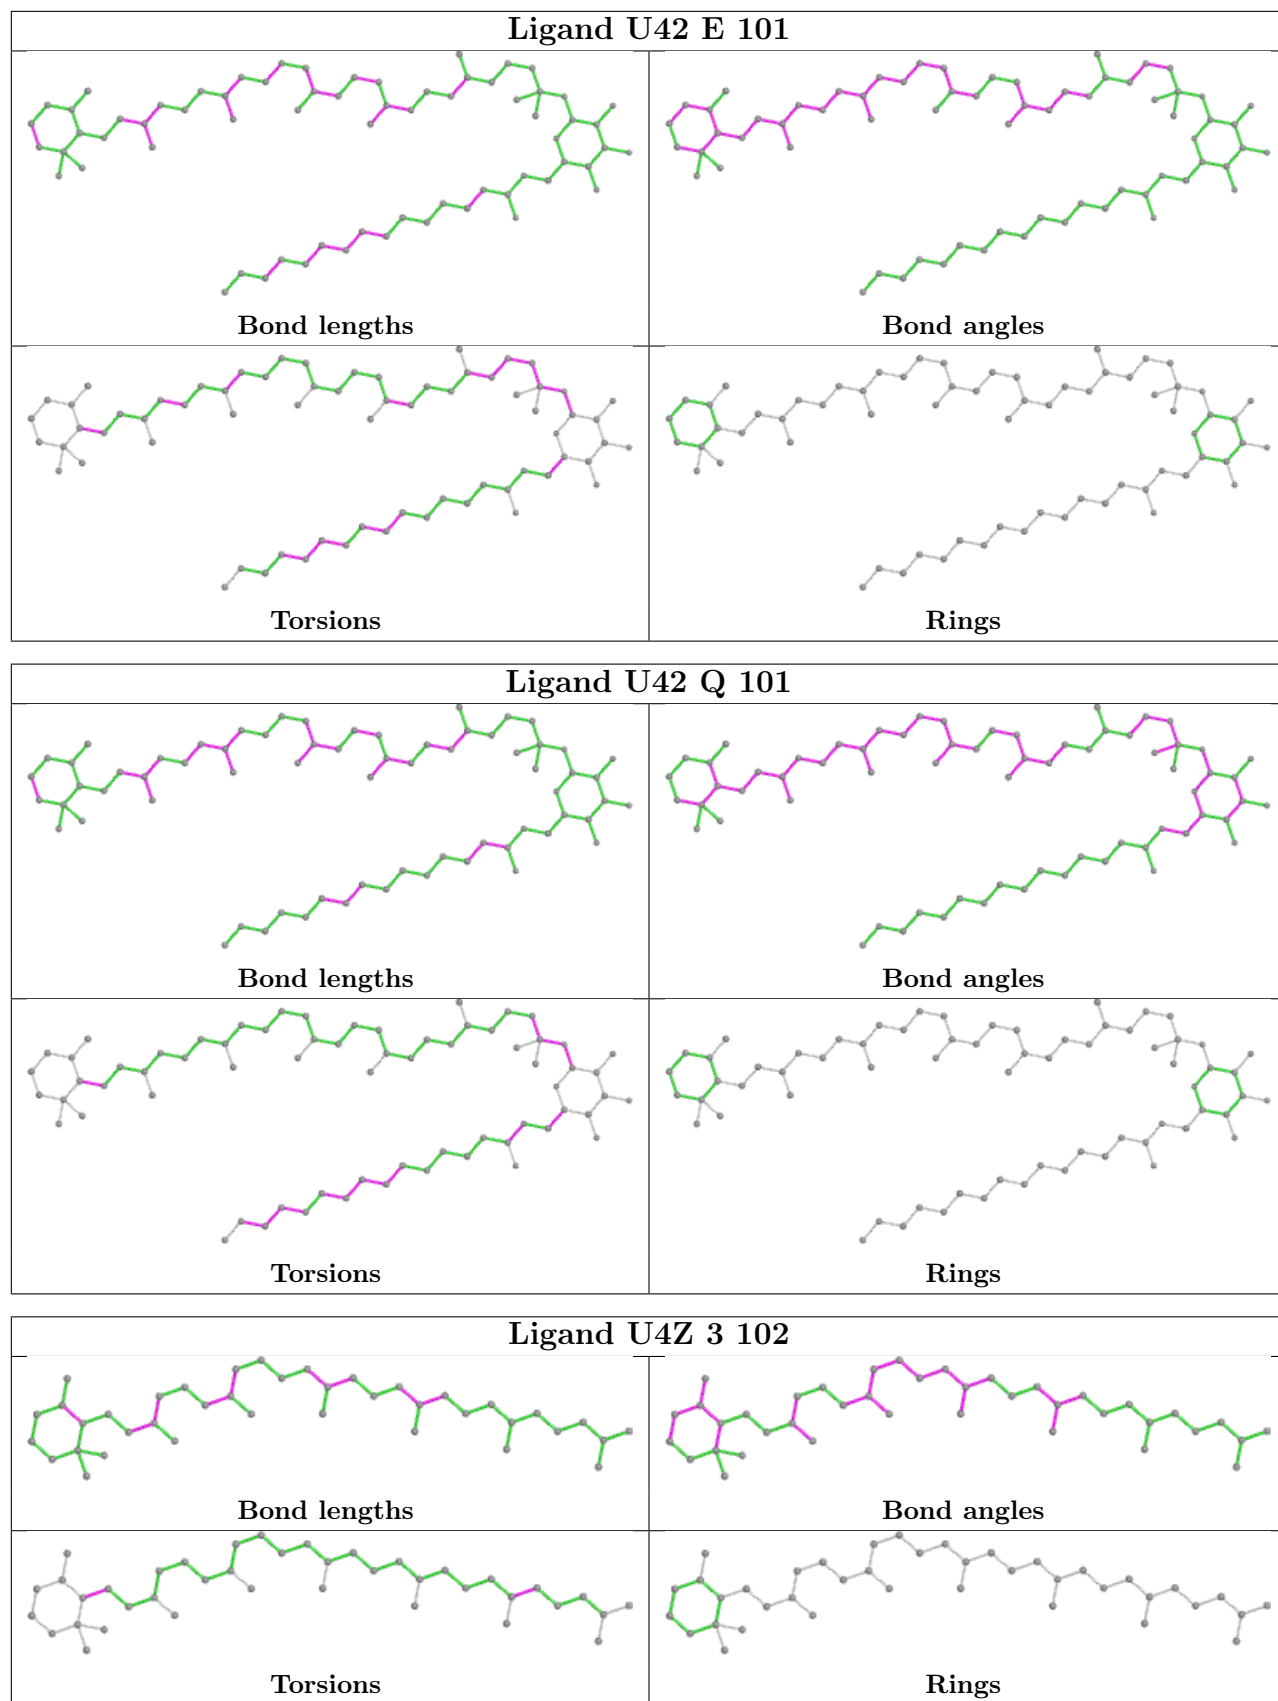 Ligand U42 E 101
Bond lengths
Bond angles
Torsions
Rings
Ligand U42 Q 101
Bond lengths
Bond angles
Torsions
Rings
Ligand U4Z 3 102
Bond lengths
Bond angles
Torsions
Rings